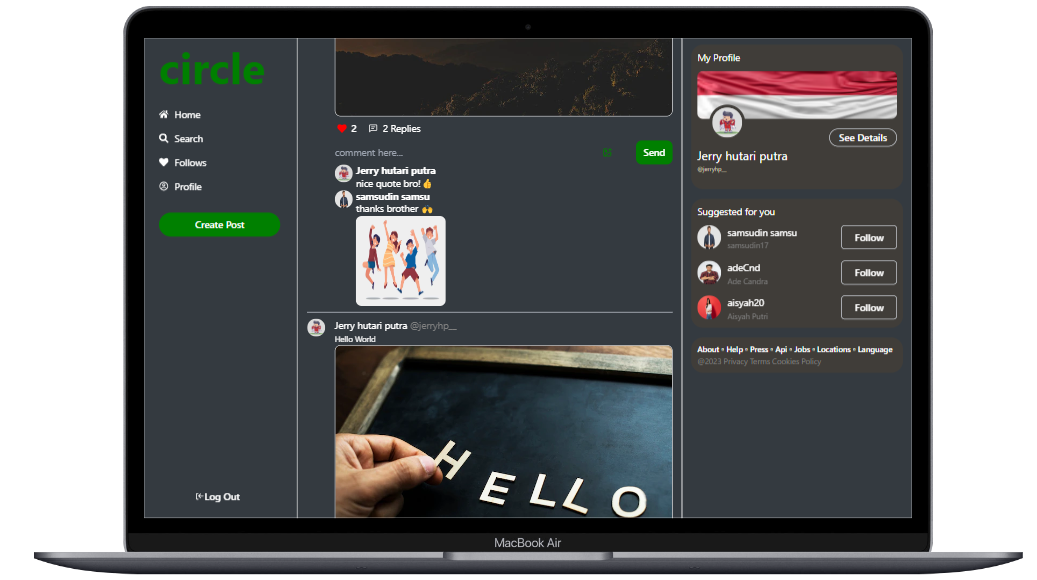 circle
Home
Search
Follows
Profile
Create Post
Log Out
2 2 Replies
comment here...
Send
Jerry hutari putra
nice quote bro! 👍
samsudin samsu
thanks brother 🙌
Jerry hutari putra @jerryhp__
Hello World
HELLO
My Profile
See Details
Jerry hutari putra
@jerryhp__
Suggested for you
samsudin samsu
samsudin17
Follow
adeCnd
Ade Candra
Follow
aisyah20
Aisyah Putri
Follow
About • Help • Press • Api • Jobs • Locations • Language
@2023 Privacy Terms Cookies Policy
MacBook Air